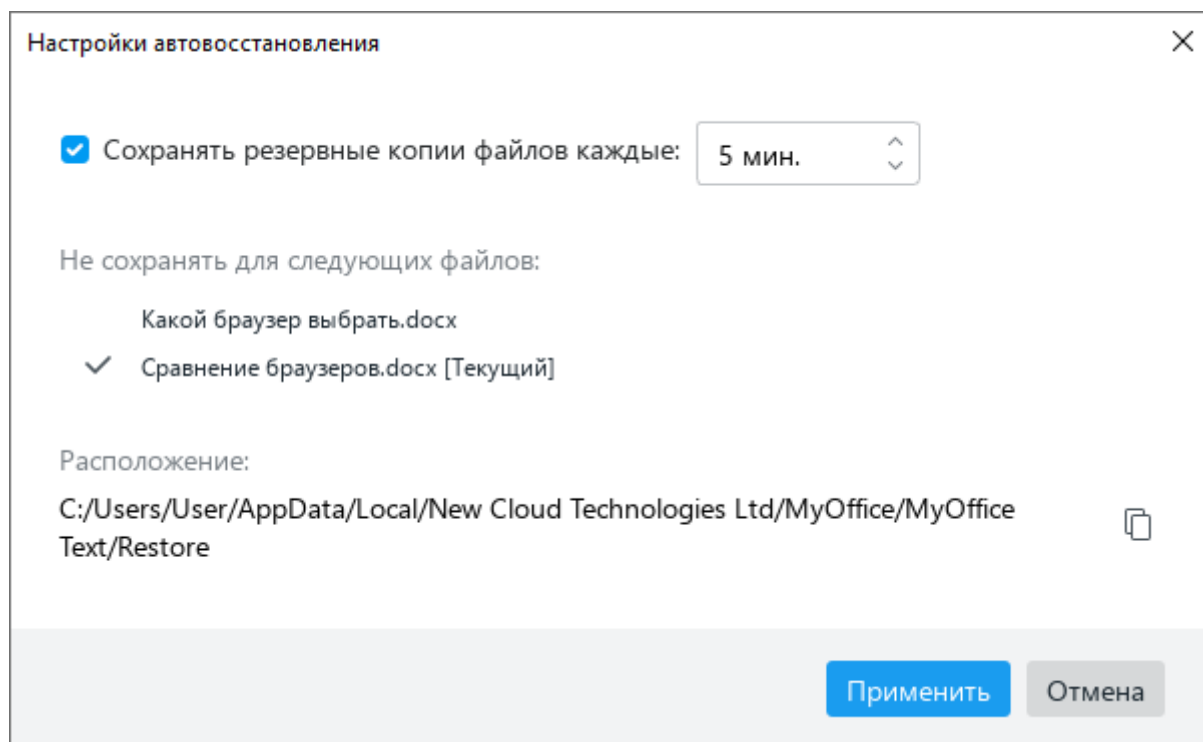 Настройки автовосстановления
Сохранять резервные копии файлов каждые: 5 мин.
Не сохранять для следующих файлов:
Какой браузер выбрать.docx
Сравнение браузеров.docx [Текущий]
Расположение:
C:/Users/User/AppData/Local/New Cloud Technologies Ltd/MyOffice/MyOffice
Text/Restore
Применить Отмена